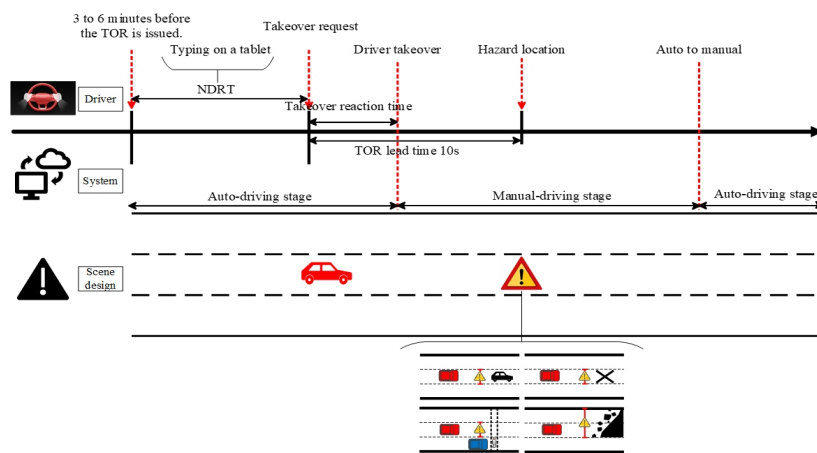 3 to 6 minutes before
the TOR is issued.
Takeover request
Typing on a tablet
Driver takeover
Hazard location
Auto to manual
Driver
NDRT
Takeover reaction time
TOR lead time 10s
System
Auto-driving stage
Manual-driving stage
Auto-driving stage
Scene
design